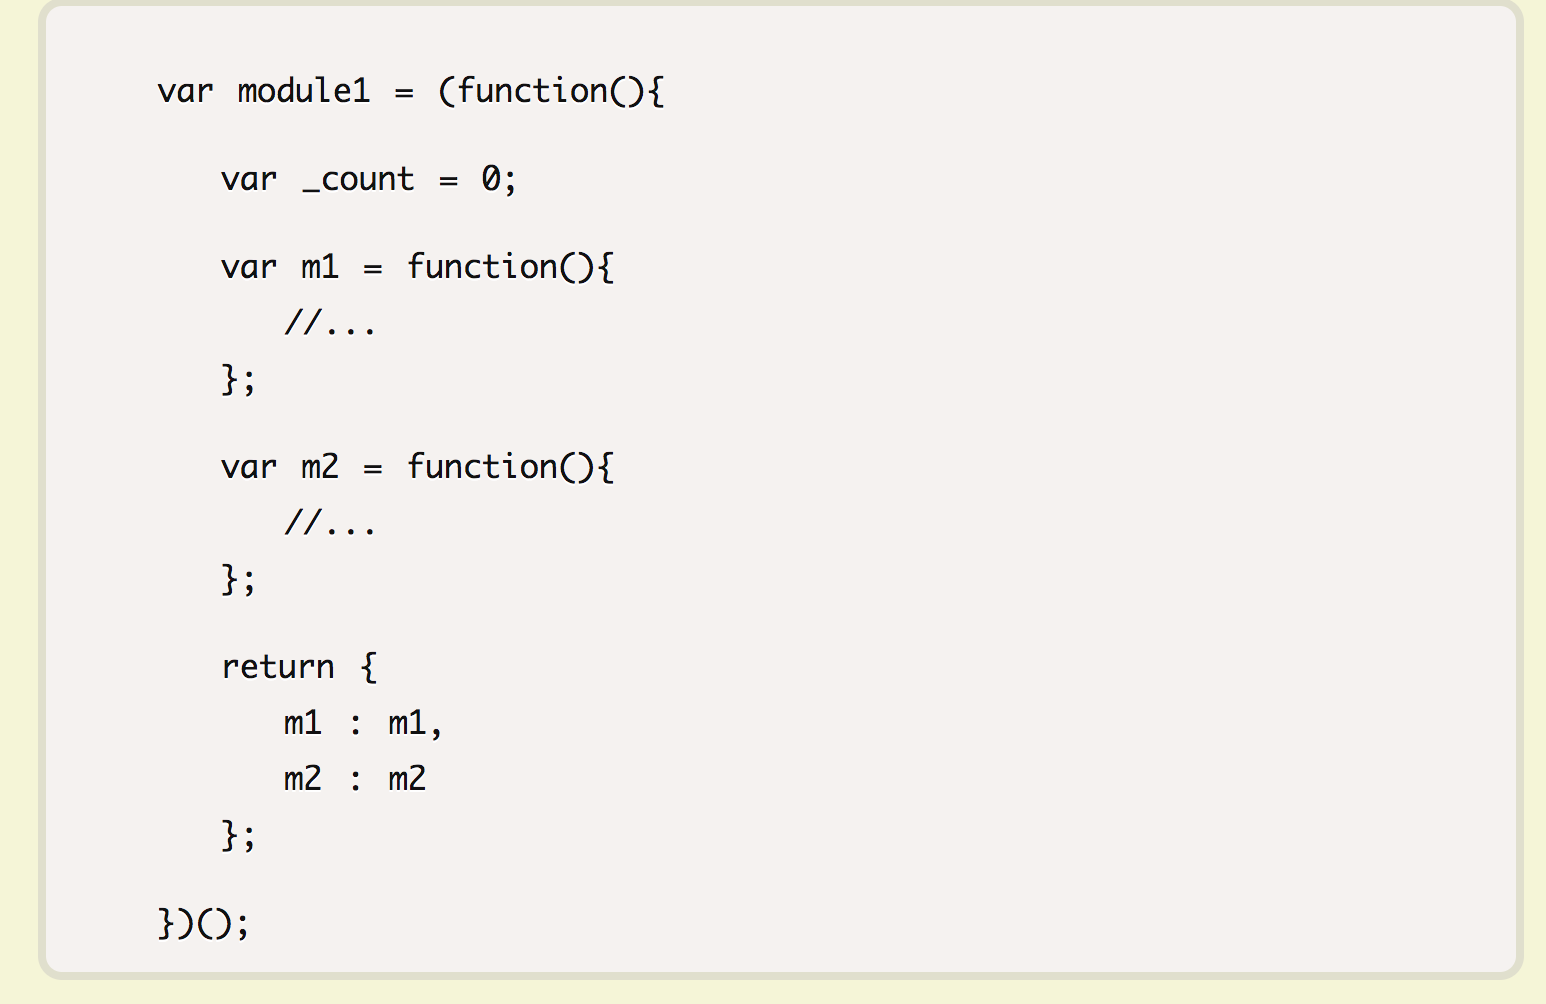 var module1 = (function(){
var _count = 0;
var m1 = function(){
//...
};
var m2 = function(){
//...
};
return {
m1 : m1,
m2 : m2
};
})();